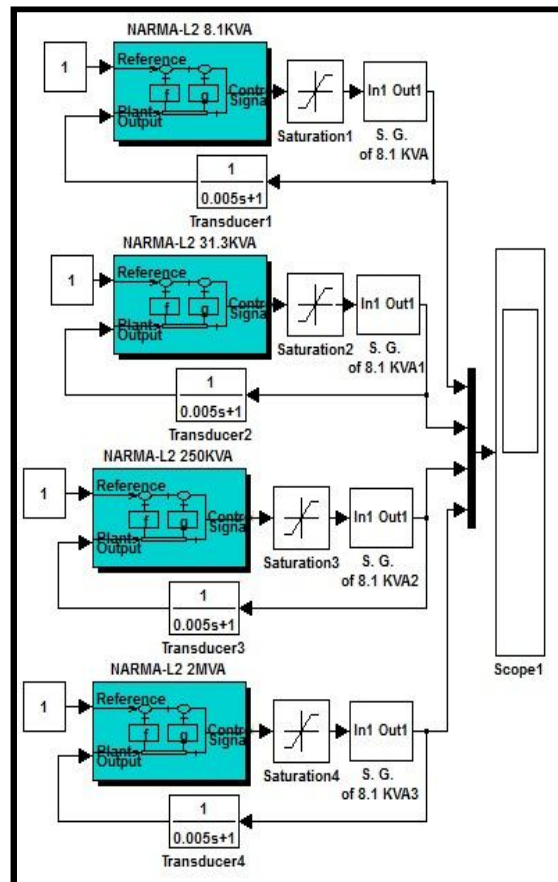 NARMA-L2 8.1KVA
1
Reference
f
g
Contr
Signa
Plant
Output
Saturation1
In1 Out1
S. G.
of 8.1 KVA
1
0.005s+1
Transducer1
NARMA-L2 31.3KVA
1
Reference
f
g
Contr
Signa
Plant
Output
Saturation2
In1 Out1
S. G.
of 8.1 KVA1
1
0.005s+1
Transducer2
NARMA-L2 250KVA
1
Reference
f
g
Contr
Signa
Plant
Output
Saturation3
In1 Out1
S. G.
of 8.1 KVA2
1
0.005s+1
Transducer3
Scope1
NARMA-L2 2MVA
1
Reference
f
g
Contr
Signa
Plant
Output
Saturation4
In1 Out1
S. G.
of 8.1 KVA3
1
0.005s+1
Transducer4